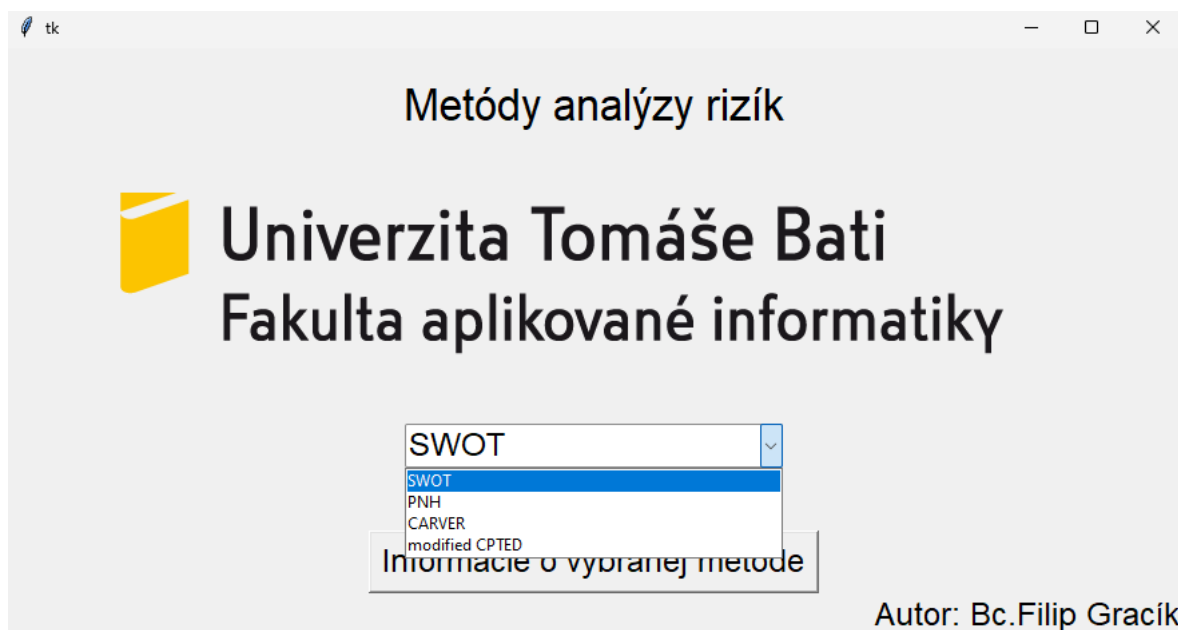 tk
Metódy analýzy rizík
Univerzita Tomáše Bati
Fakulta aplikované informatiky
SWOT
SWOT
PNH
CARVER
modified CPTED
Informácie o vybranej metóde
Autor: Bc.Filip Gracík